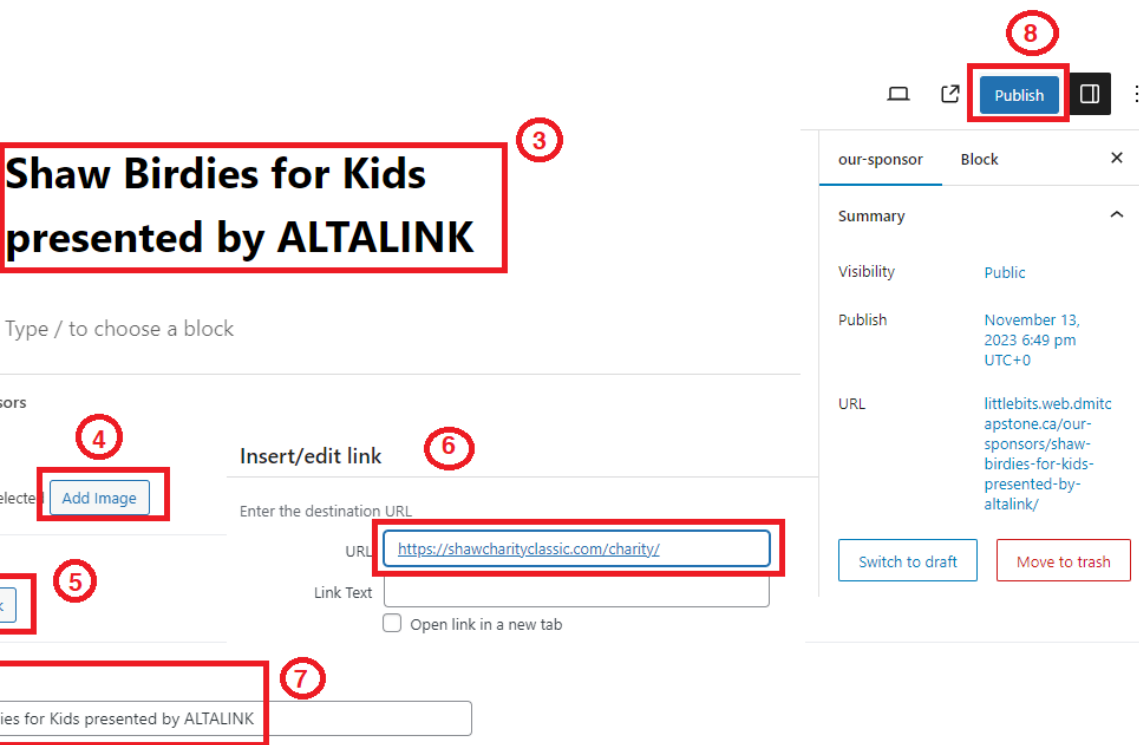 8
Publish
3
Shaw Birdies for Kids
presented by ALTALINK
our-sponsor Block
Summary
Visibility Public
Type / to choose a block
Publish November 13,
2023 6:49 pm
UTC+0
URL littlebits.web.dmitc
apstone.ca/our-
sponsors/shaw-
birdies-for-kids-
presented-by-
altalink/
4
6
Insert/edit link
Add Image
Enter the destination URL
URL https://shawcharityclassic.com/charity/
Switch to draft Move to trash
5
Link Text
Open link in a new tab
7
for Kids presented by ALTALINK